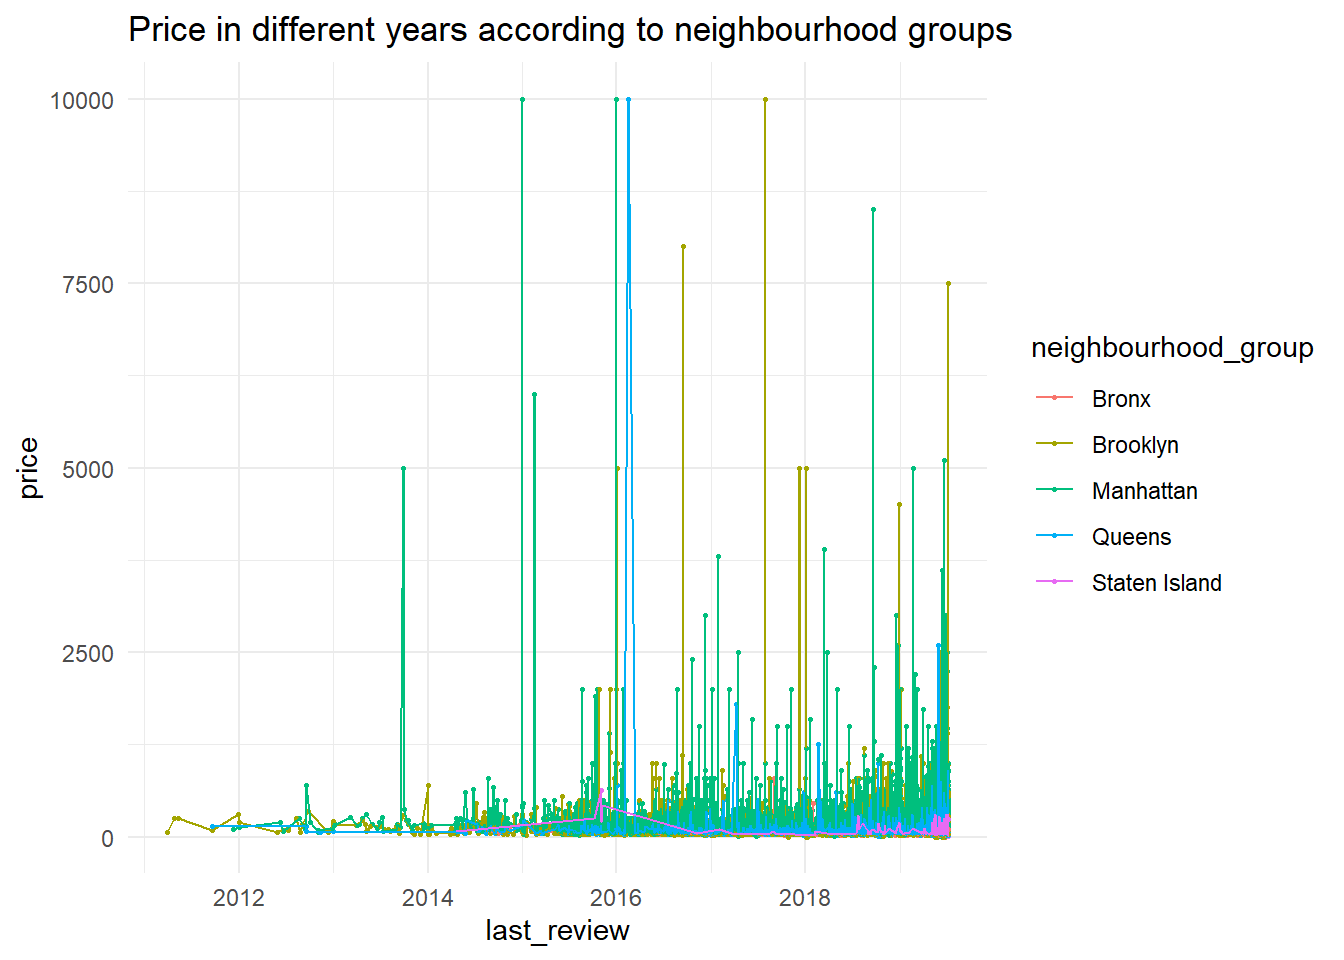 Price in different years according to neighbourhood groups
10000
7500
5000
2500
0
price
2012
2014
2016
2018
last_review
neighbourhood_group
Bronx
Brooklyn
Manhattan
Queens
Staten Island